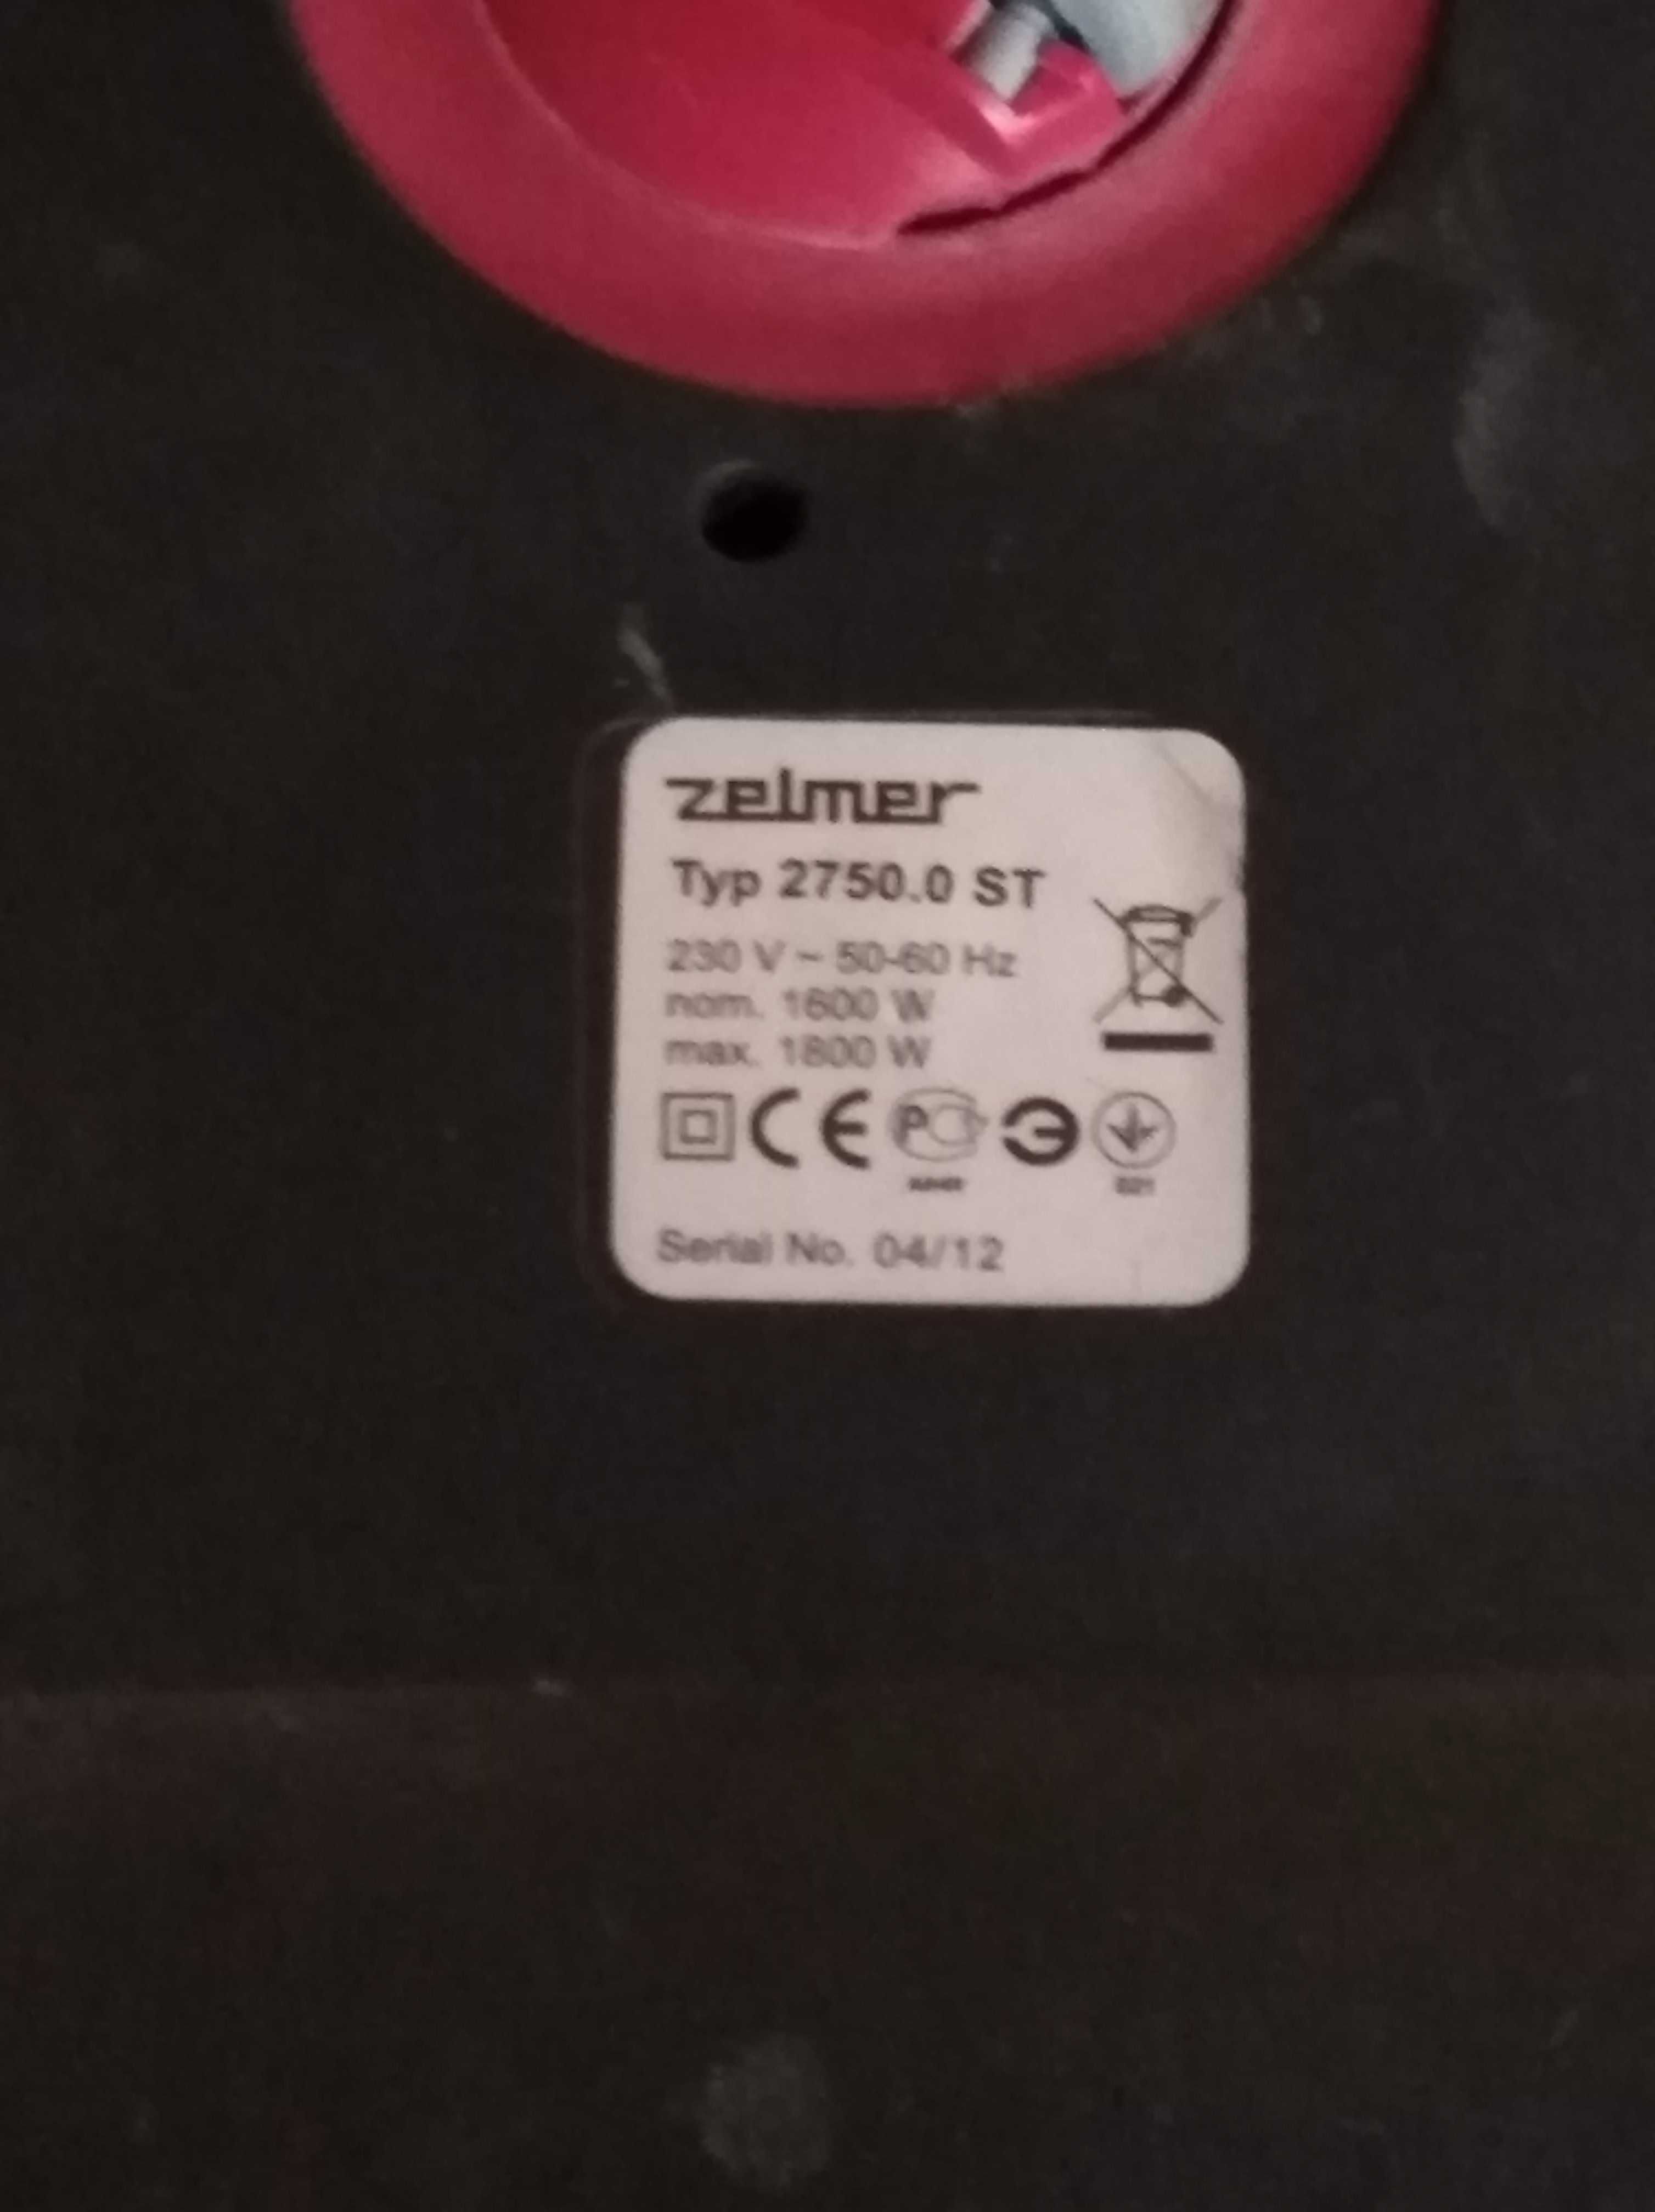 zelmer
Typ 2750.0 ST
230 V ~ 50-60 Hz
nom. 1600 W
max. 1800 W
CE
Serial No. 04/12